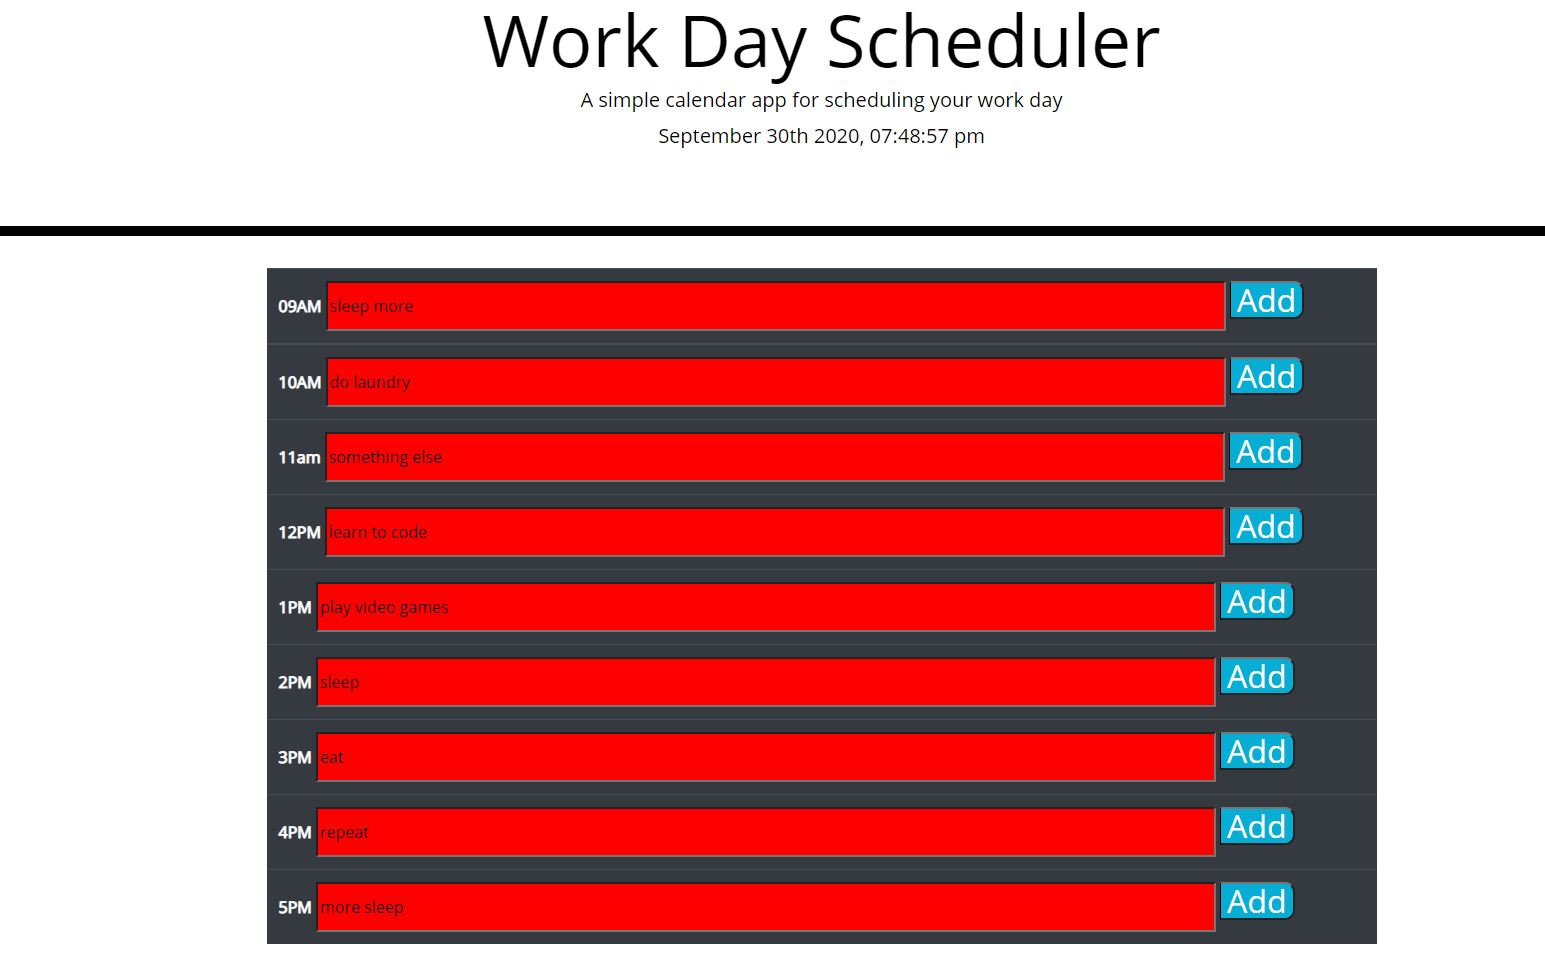 Work Day Scheduler
A simple calendar app for scheduling your work day
September 30th 2020, 07:48:57 pm
09AM sleep more Add
10AM do laundry Add
11am something else Add
12PM learn to code Add
1PM play video games Add
2PM sleep Add
3PM eat Add
4PM repeat Add
5PM more sleep Add